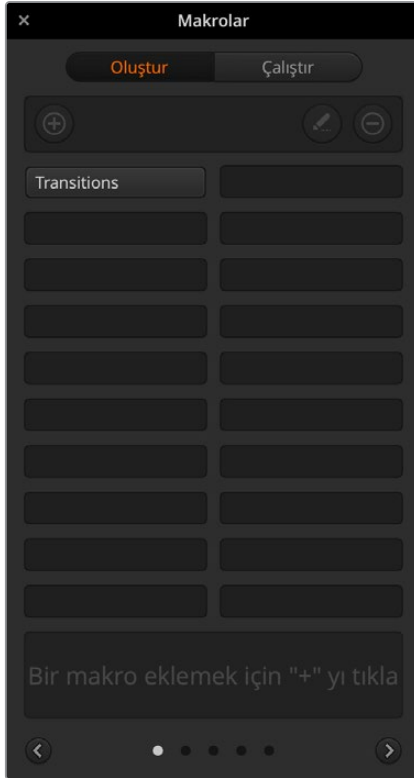 Makrolar
Oluştur Çalıştır
Transitions
Bir makro eklemek için "+" yı tıkla